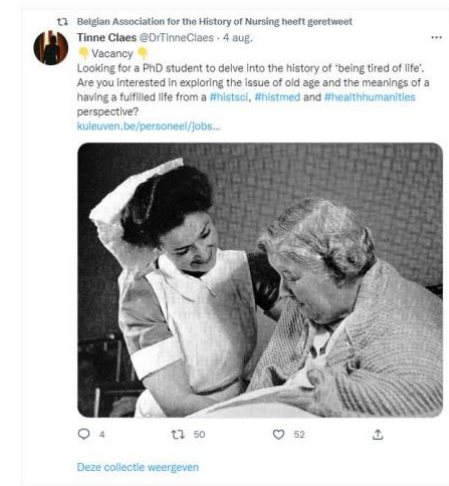 Belgian Association for the History of Nursing heeft geretweet
Tinne Claes @DrTinneClaes · 4 aug.
👇 Vacancy 👇
Looking for a PhD student to delve into the history of 'being tired of life'.
Are you interested in exploring the issue of old age and the meanings of a
having a fulfilled life from a #histsci, #histmed and #healthhumanities
perspective?
kuleuven.be/personeel/jobs...
4 50 52
Deze collectie weergeven